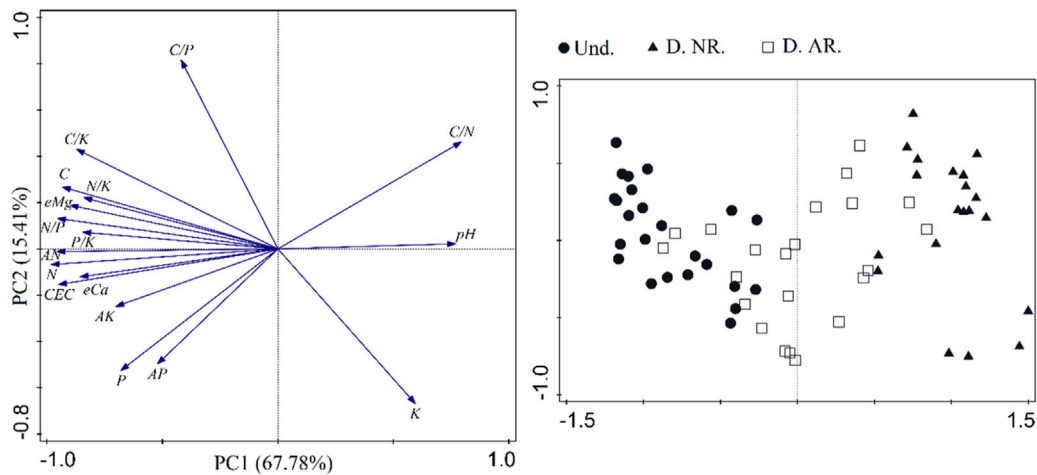 1.0
C/P
C/N
C/K
C
N/K
eMg
N/P
P/K
pH
AN
N
eCa
CEC
AK
P
AP
K
PC2 (15.41%)
-0.8
-1.0
PC1 (67.78%)
1.0
Und.
D. NR.
D. AR.
1.0
-1.0
-1.5
1.5